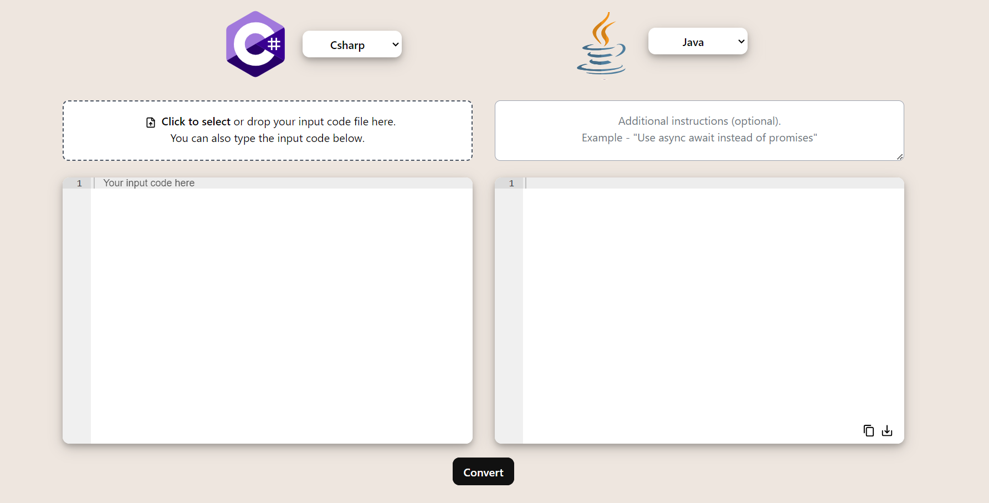 C# Csharp Java
Click to select or drop your input code file here.
You can also type the input code below.
Additional instructions (optional).
Example - "Use async await instead of promises"
1 Your input code here
1
Convert